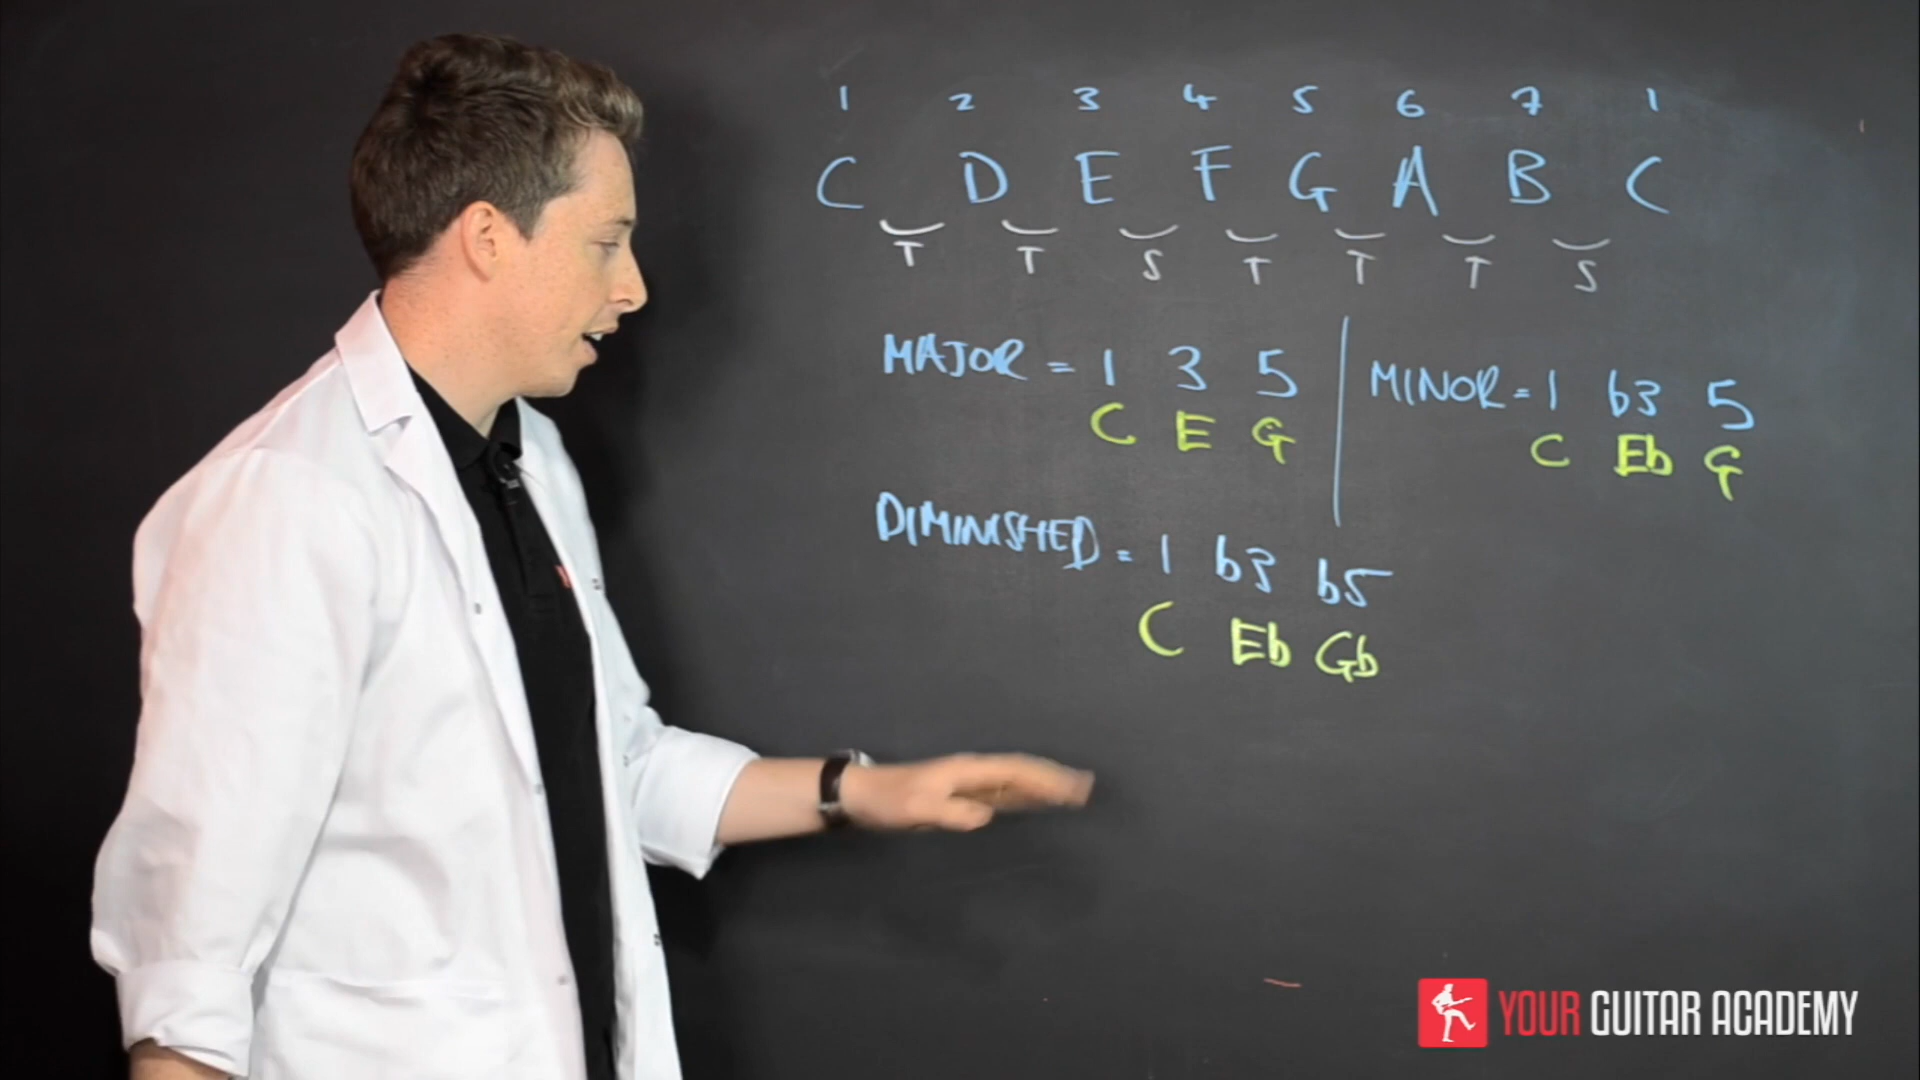 1 2 3 4 5 6 7 1
C D E F G A B C
T T S T T T S
MAJOR = 1 3 5
C E G
MINOR = 1 b3 5
C Eb G
DIMINISHED = 1 b3 b5
C Eb Gb
YOUR GUITAR ACADEMY